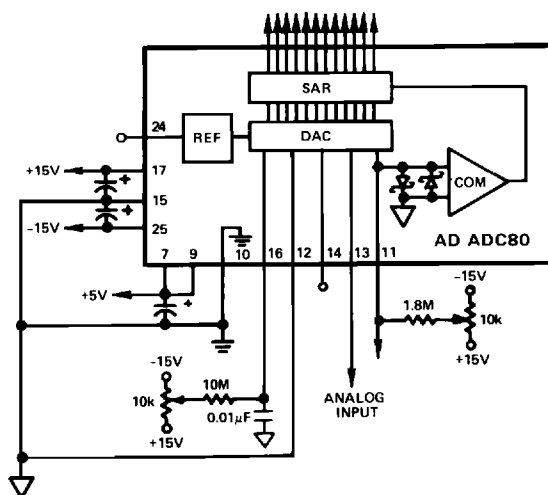 SAR
24
REF
DAC
+15V
17
COM
15
-15V
25
AD ADC80
7
9
10
16
12
14
13
11
+5V
-15V
1.8M
10k
+15V
-15V
10M
10k
0.01μF
+15V
ANALOG
INPUT